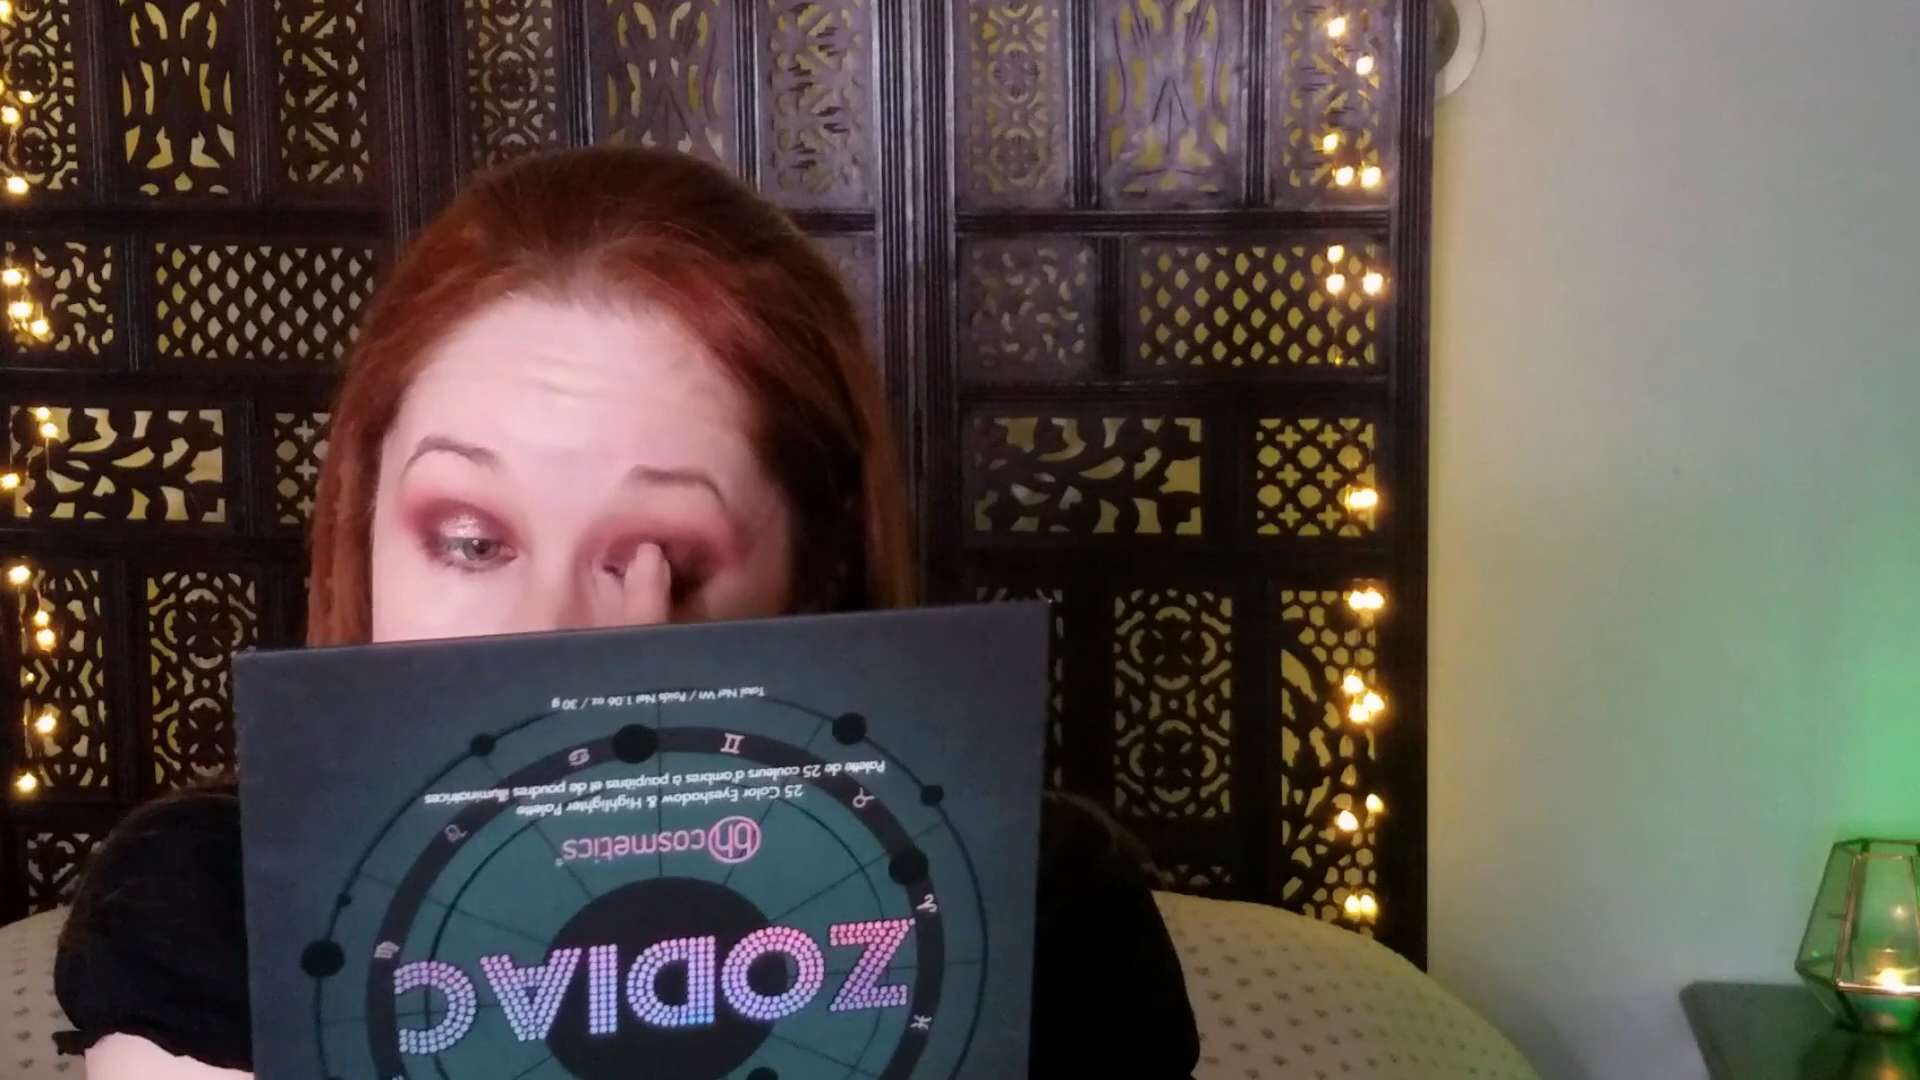 ZODIAC
bh cosmetics®
25 Color Eyeshadow & Highlighter Palette
Palette de 25 couleurs d'ombres à paupières et de poudres illuminatrices
Total Net Wt / Poids Net 1.06 oz / 30 g